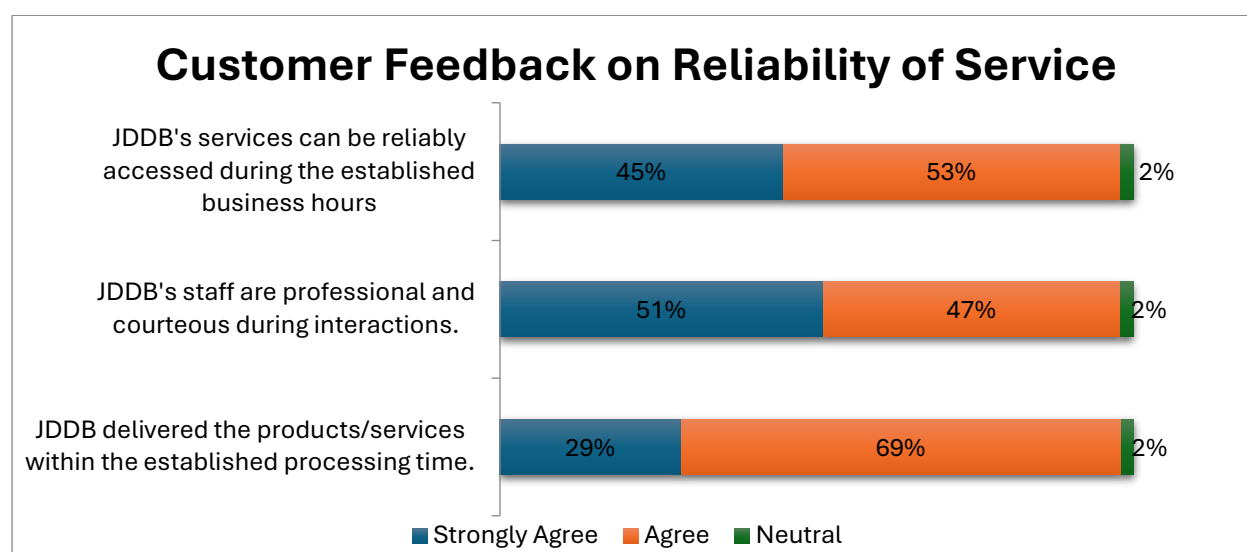 Customer Feedback on Reliability of Service
JDDB's services can be reliably
accessed during the established
business hours
45%
53%
2%
JDDB's staff are professional and
courteous during interactions.
51%
47%
2%
JDDB delivered the products/services
within the established processing time.
29%
69%
2%
Strongly Agree
Agree
Neutral